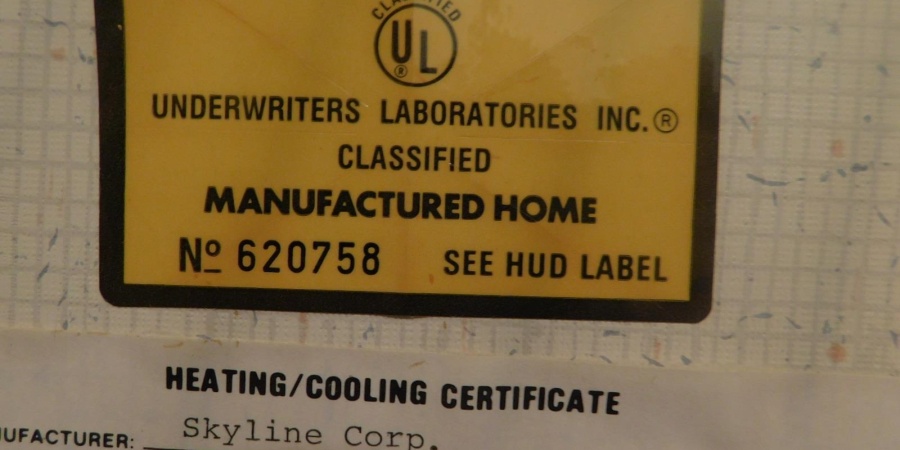 CLASSIFIED
UL®
UNDERWRITERS LABORATORIES INC.®
CLASSIFIED
MANUFACTURED HOME
Nº 620758 SEE HUD LABEL
HEATING/COOLING CERTIFICATE
UFACTURER: Skyline Corp.